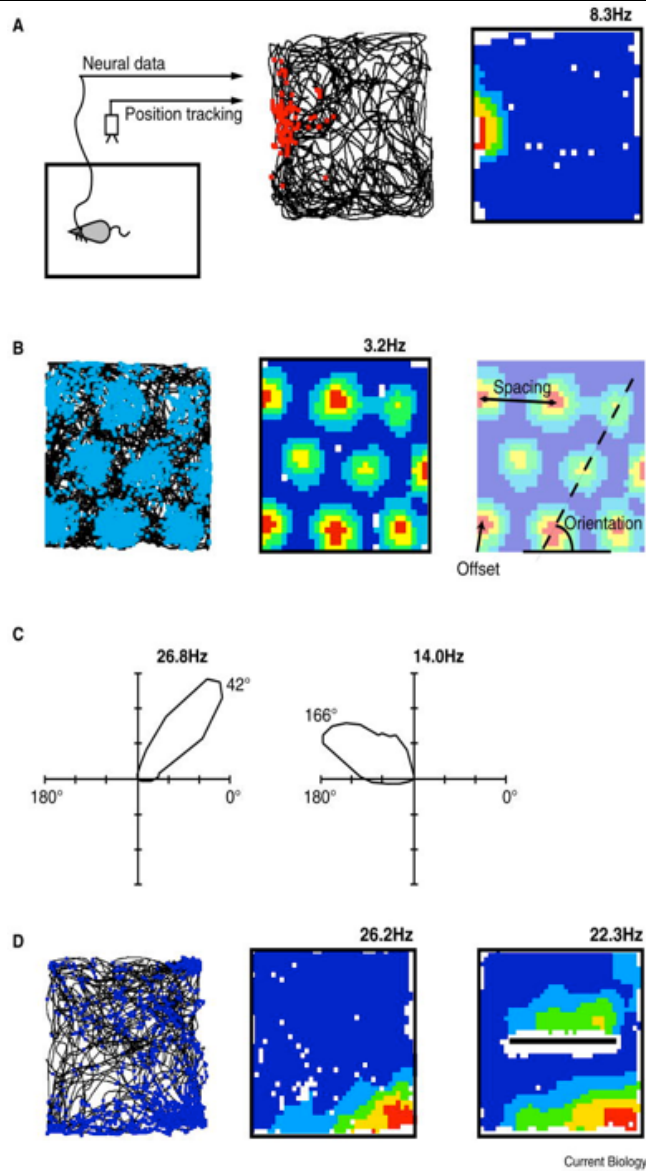 A
8.3Hz
Neural data
Position tracking
B
3.2Hz
Spacing
Orientation
Offset
C
26.8Hz
14.0Hz
42°
166°
180°
0°
180°
0°
D
26.2Hz
22.3Hz
Current Biology